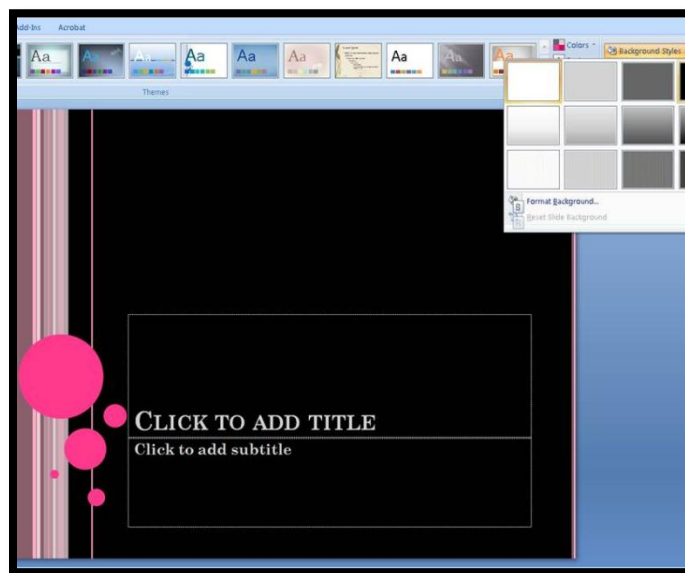 Add-Ins Acrobat
Aa Aa Aa Aa Aa Aa Aa Aa
Colors
Background Styles
Themes
Format Background...
Reset Slide Background
CLICK TO ADD TITLE
Click to add subtitle